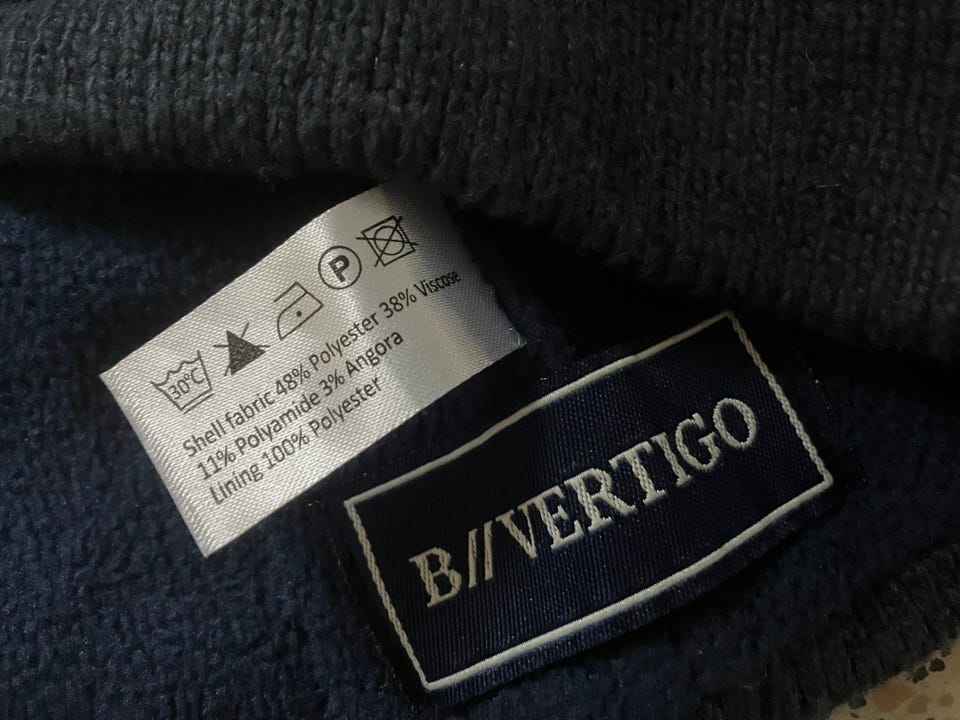 30°C
P
Shell fabric 48% Polyester 38% Viscose
11% Polyamide 3% Angora
Lining 100% Polyester
B//VERTIGO